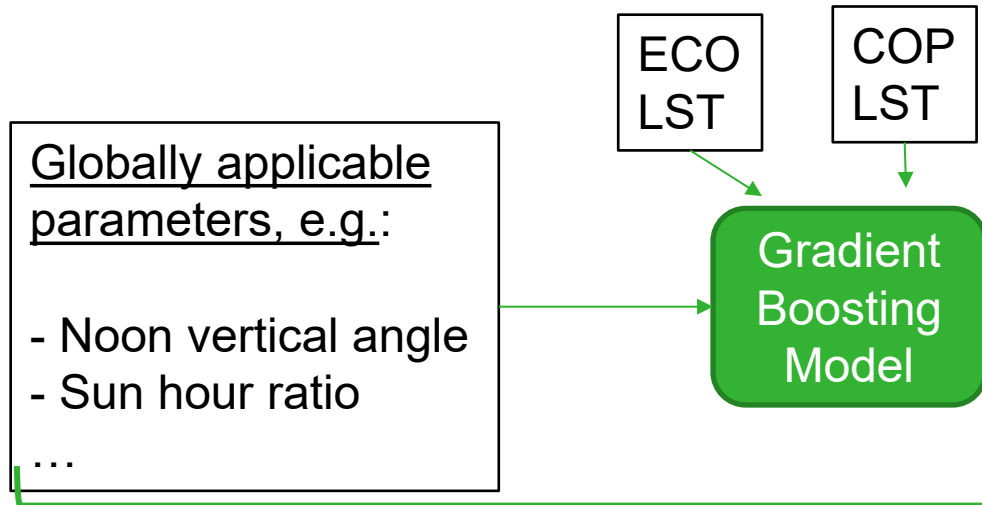 ECO
LST
COP
LST
Globally applicable
parameters, e.g.:
- Noon vertical angle
- Sun hour ratio
…
Gradient
Boosting
Model